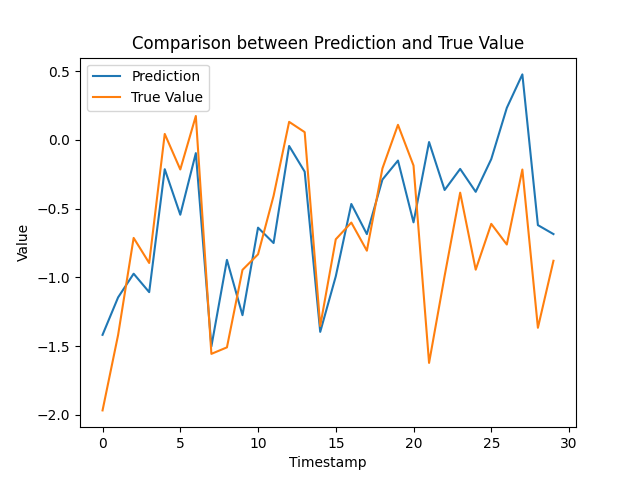 Comparison between Prediction and True Value
Prediction
True Value
0.5
0.0
−0.5
−1.0
−1.5
−2.0
Value
0 5 10 15 20 25 30
Timestamp